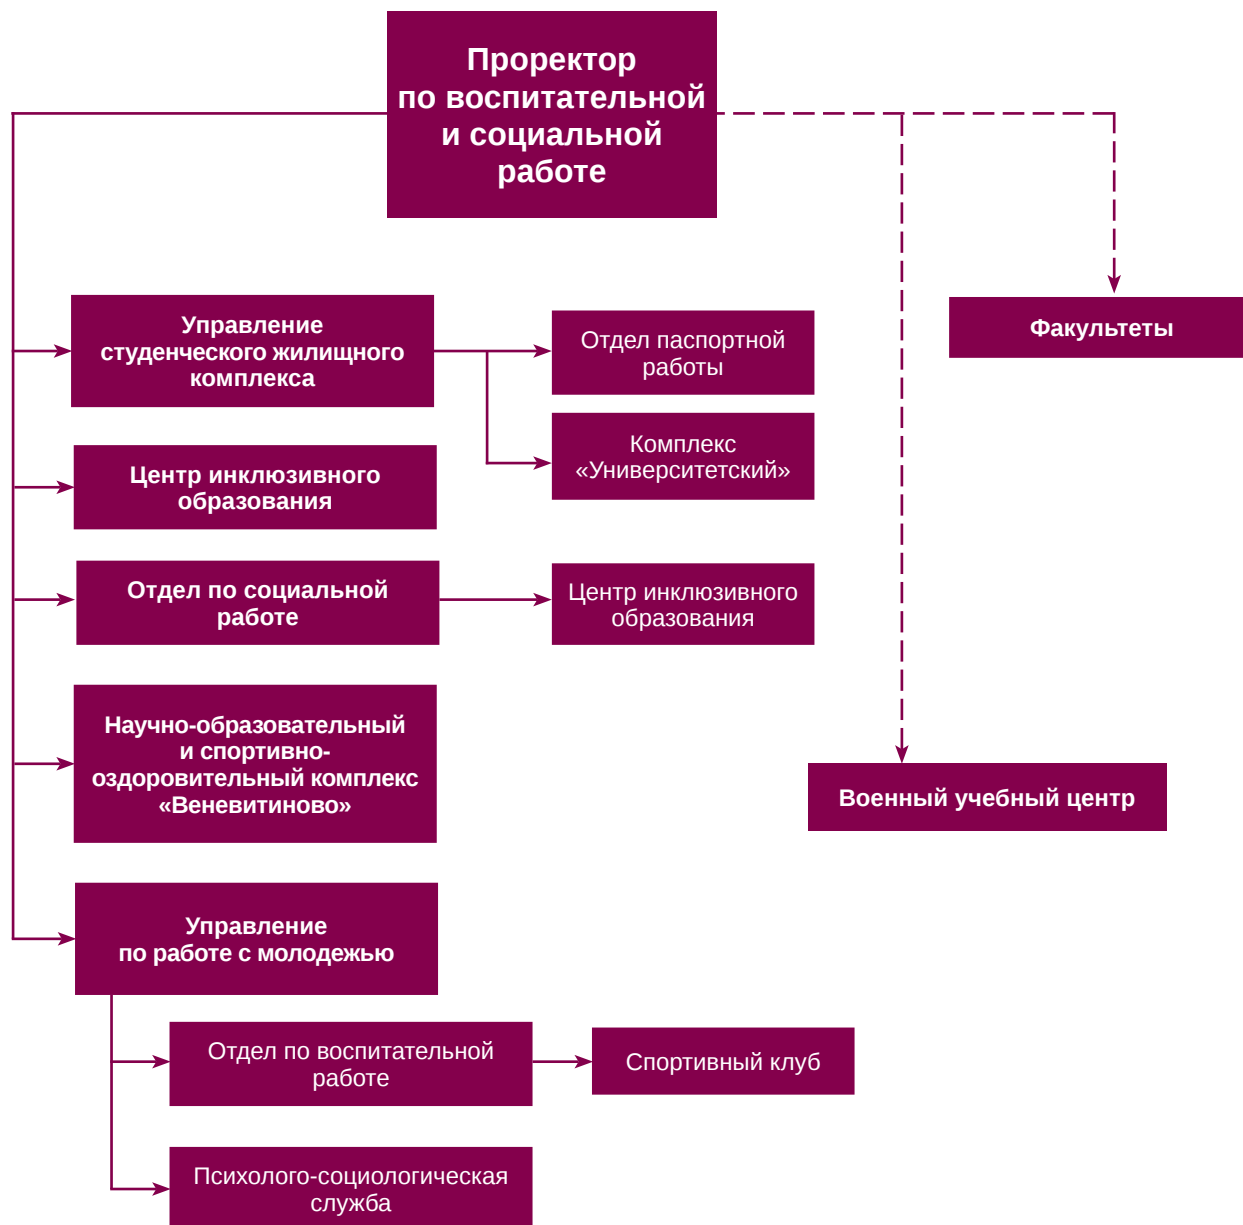 Проректор
по воспитательной
и социальной
работе
Управление
студенческого жилищного
комплекса
Отдел паспортной
работы
Факультеты
Комплекс
«Университетский»
Центр инклюзивного
образования
Отдел по социальной
работе
Центр инклюзивного
образования
Научно-образовательный
и спортивно-
оздоровительный комплекс
«Веневитиново»
Военный учебный центр
Управление
по работе с молодежью
Отдел по воспитательной
работе
Спортивный клуб
Психолого-социологическая
служба